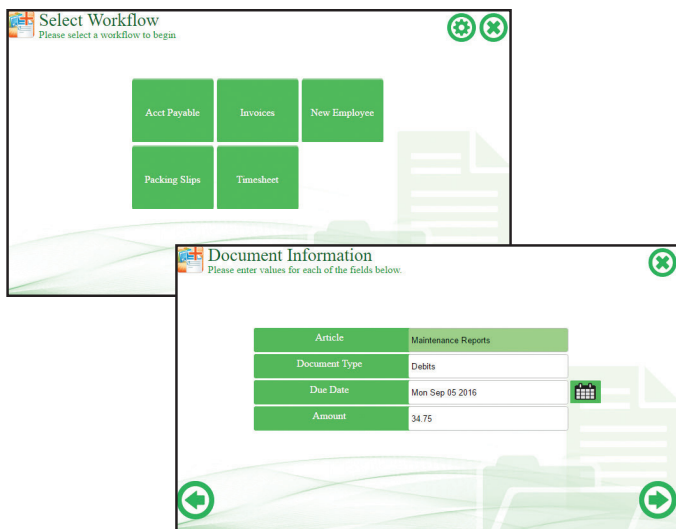 Select Workflow
Please select a workflow to begin
Acct Payable Invoices New Employee
Packing Slips Timesheet
Document Information
Please enter values for each of the fields below.
Article Maintenance Reports
Document Type Debits
Due Date Mon Sep 05 2016
Amount 34.75